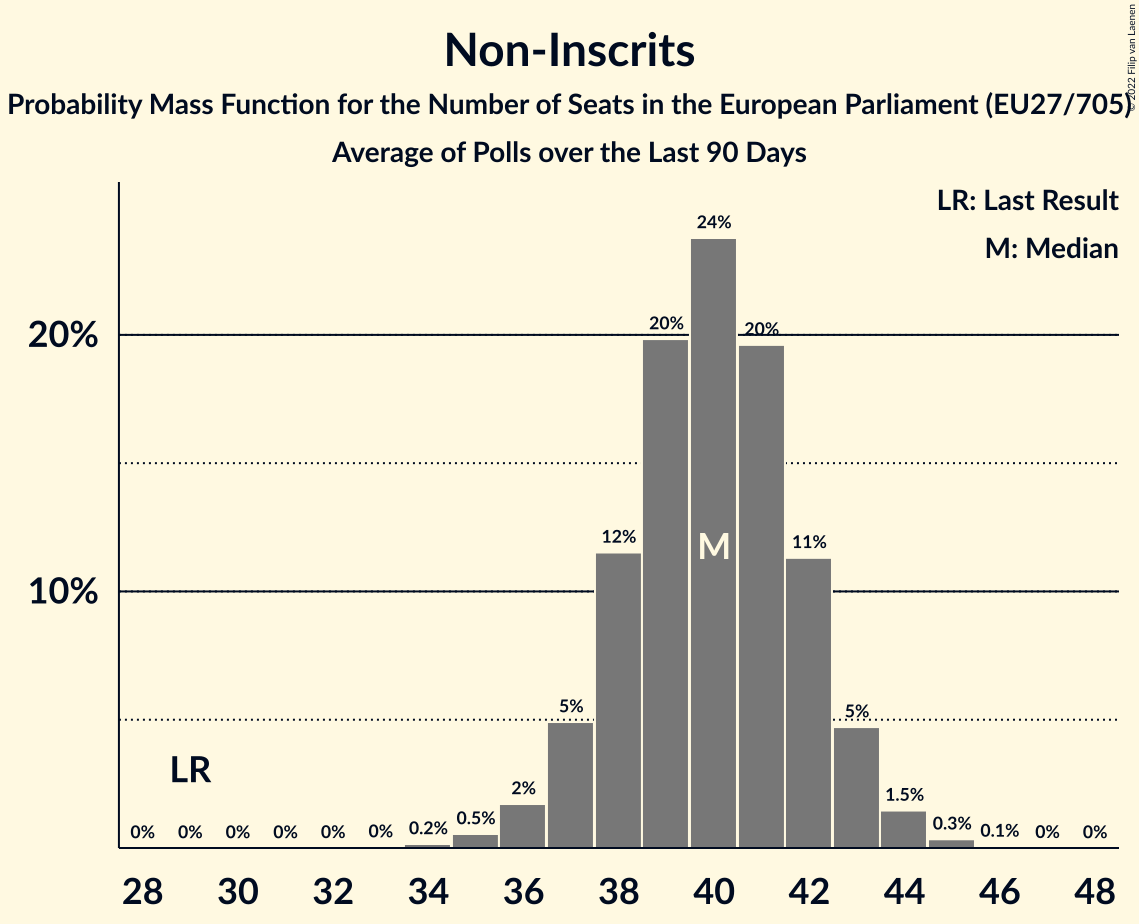 Non-Inscrits
Probability Mass Function for the Number of Seats in the European Parliament (EU27/705)
Average of Polls over the Last 90 Days
© 2022 Filip van Laenen
LR: Last Result
M: Median
20%
10%
0% 0% 0% 0% 0% 0% 0.2% 0.5% 2% 5% 12% 20% 24% 20% 11% 5% 1.5% 0.3% 0.1% 0% 0%
LR
M
28 30 32 34 36 38 40 42 44 46 48